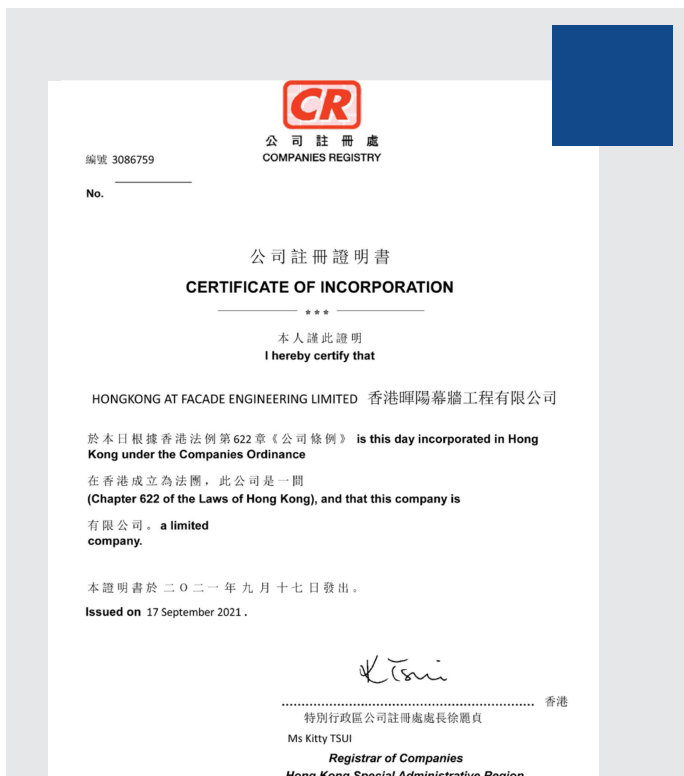 CR
公司註冊處
COMPANIES REGISTRY
編號 3086759
No.
公司註冊證明書
CERTIFICATE OF INCORPORATION
***
本人謹此證明
I hereby certify that
HONGKONG AT FACADE ENGINEERING LIMITED 香港暉陽幕牆工程有限公司
於本日根據香港法例第622章《公司條例》 is this day incorporated in Hong
Kong under the Companies Ordinance
在香港成立為法團，此公司是一間
(Chapter 622 of the Laws of Hong Kong), and that this company is
有限公司。a limited
company.
本證明書於二O二一年九月十七日發出。
Issued on 17 September 2021 .
K Tsui
香港
特別行政區公司註冊處處長徐麗貞
Ms Kitty TSUI
Registrar of Companies
Hong Kong Special Administrative Region